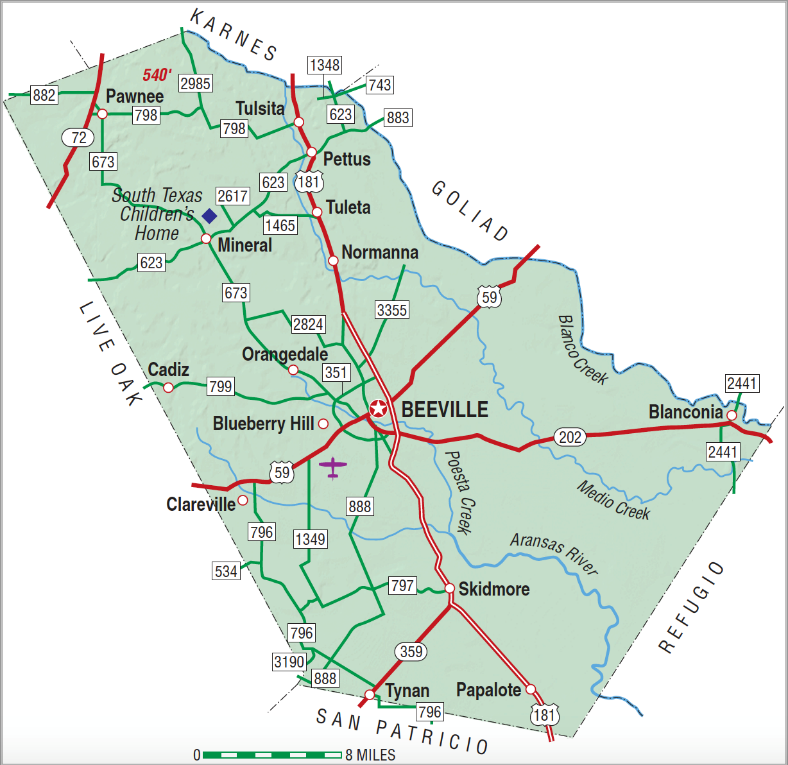 KARNES
1348
540'
743
882
2985
Pawnee
Tulsita
798
623
883
798
72
673
Pettus
623
181
South Texas
Children's
Home
2617
Tuleta
1465
GOLIAD
Mineral
Normanna
623
673
59
3355
LIVE OAK
2824
Blanco Creek
Orangedale
Cadiz
351
799
2441
BEEVILLE
Blanconia
Blueberry Hill
202
2441
59
Poesta Creek
Medio Creek
Clareville
888
796
1349
Aransas River
534
797
Skidmore
REFUGIO
796
359
3190
888
Tynan
Papalote
796
181
SAN PATRICIO
0
8 MILES